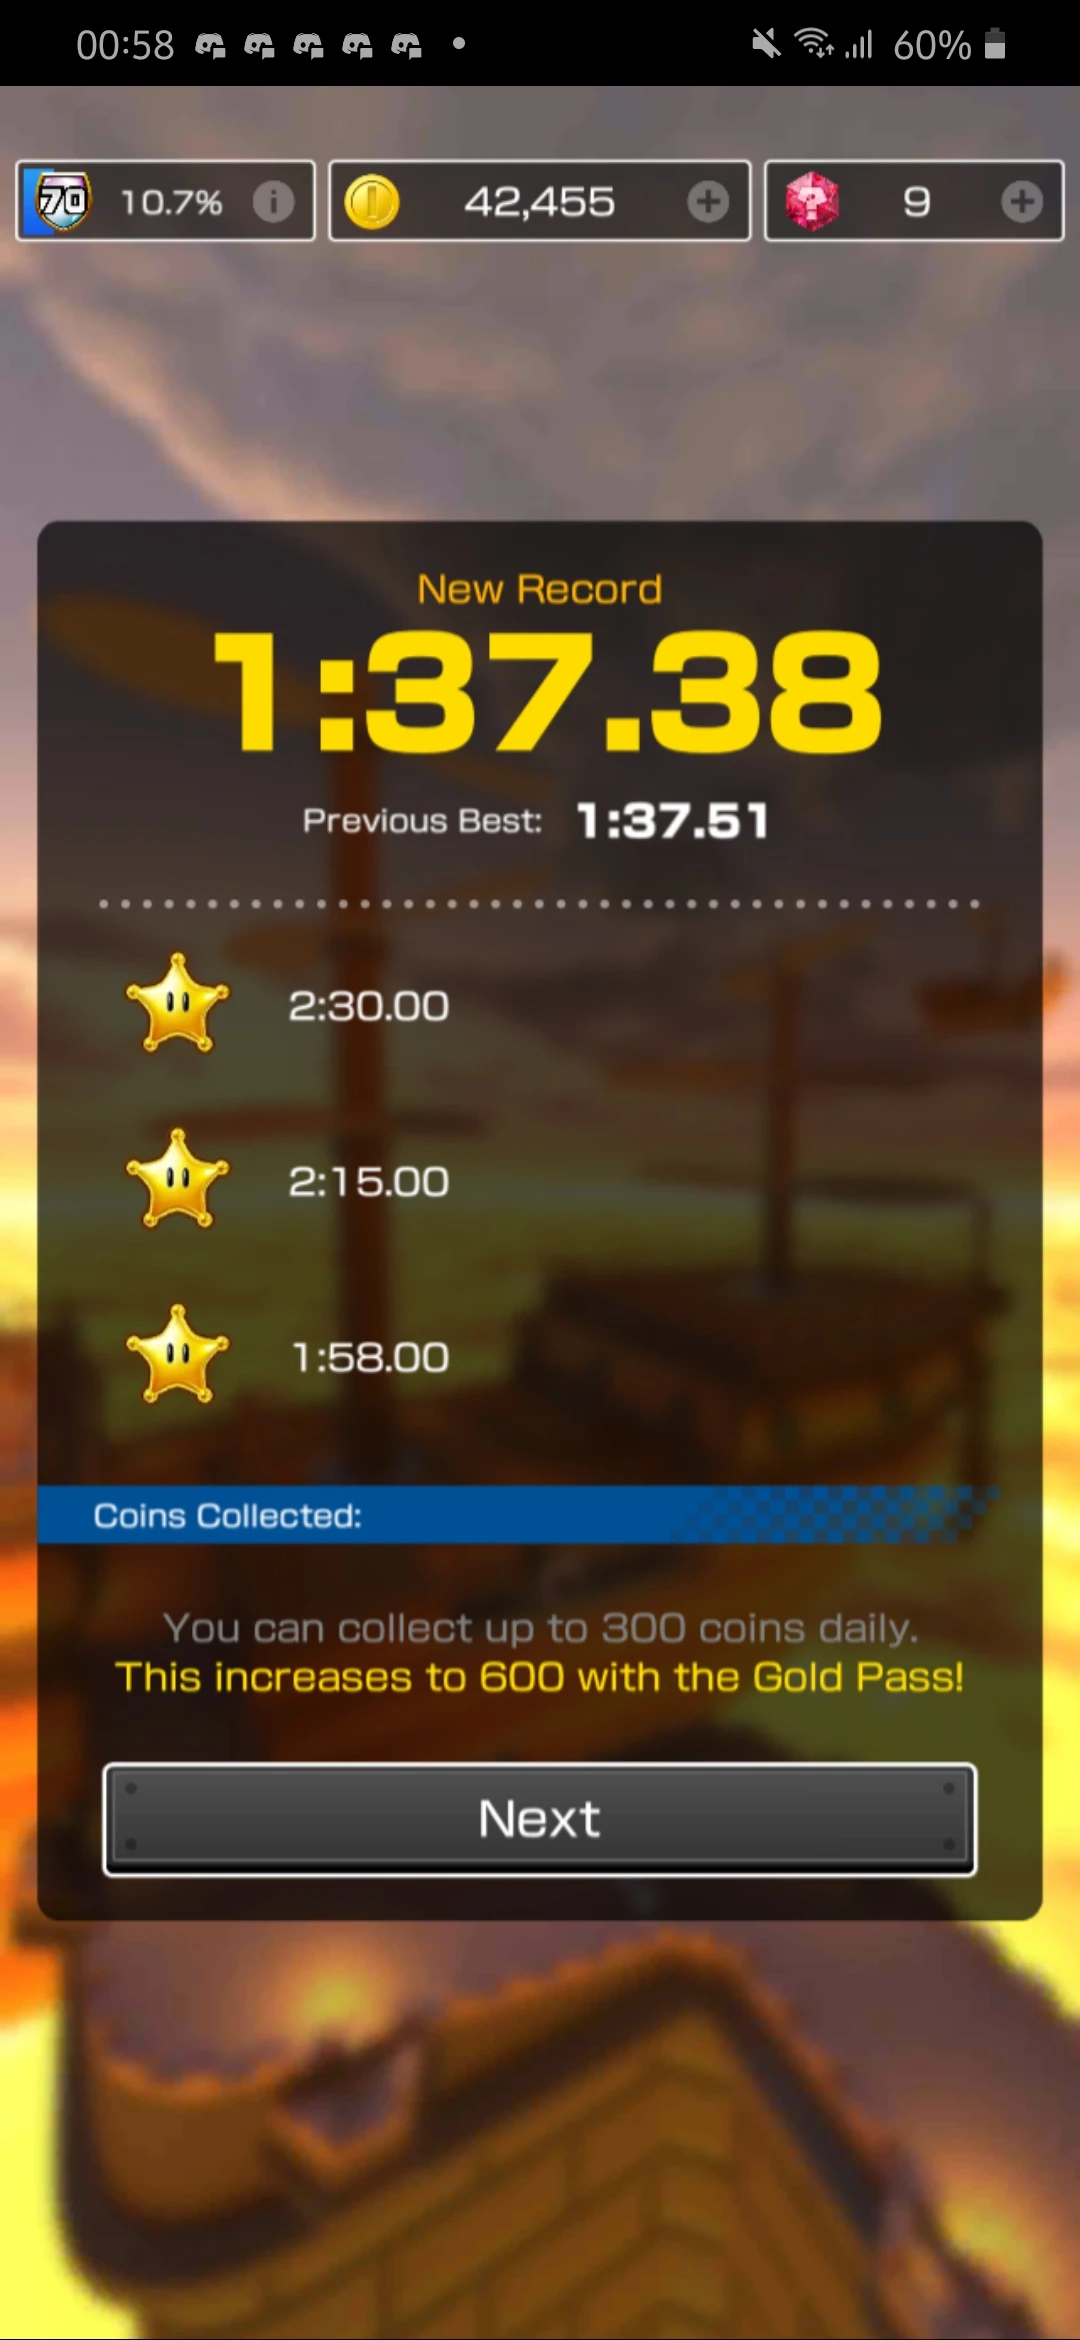 00:58
60%
70 10.7% i 42,455 + 9 +
New Record
1:37.38
Previous Best: 1:37.51
2:30.00
2:15.00
1:58.00
Coins Collected:
You can collect up to 300 coins daily.
This increases to 600 with the Gold Pass!
Next